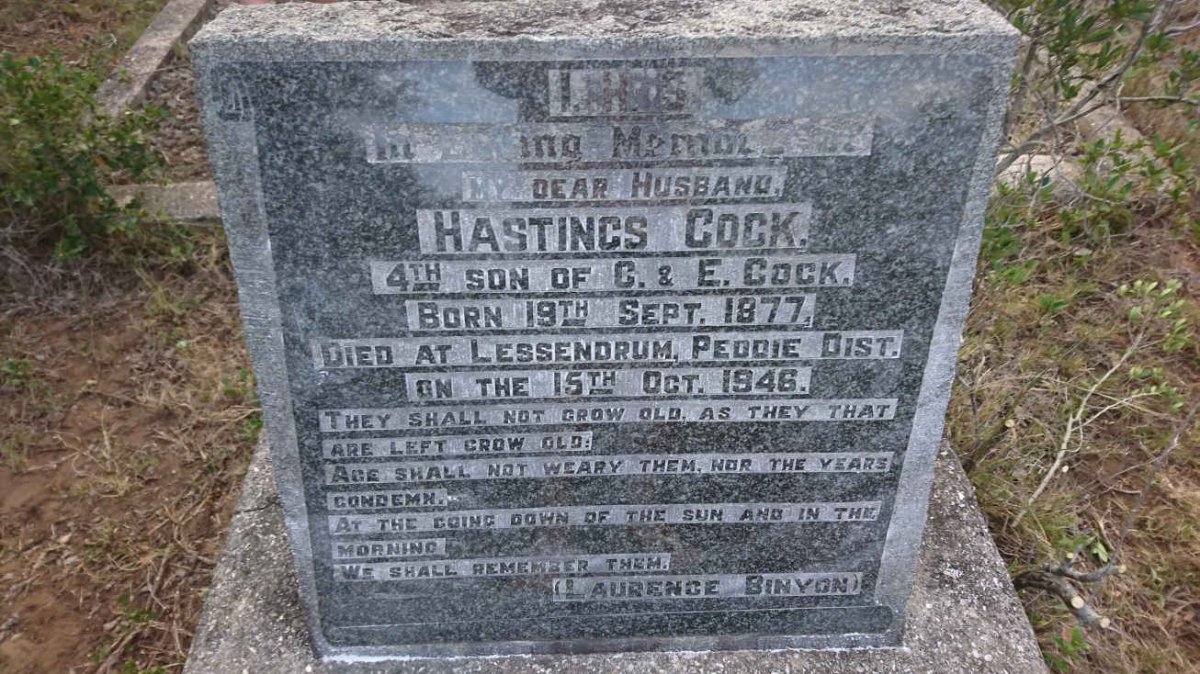 In Loving Memory of
MY DEAR HUSBAND,
HASTINGS COCK.
4TH SON OF C. & E. COCK.
BORN 19TH SEPT. 1877,
DIED AT LESSENDRUM, PEDDIE DIST.
ON THE 15TH OCT. 1946.
THEY SHALL NOT GROW OLD, AS THEY THAT
ARE LEFT GROW OLD:
AGE SHALL NOT WEARY THEM, NOR THE YEARS
CONDEMN.
AT THE GOING DOWN OF THE SUN AND IN THE
MORNING
WE SHALL REMEMBER THEM.
(LAURENCE BINYON)